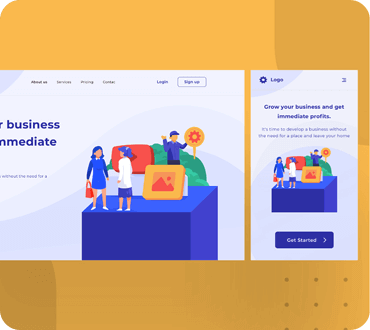 About us Services Pricing Contac
Login
Sign up
r business
mmediate
without the need for a
Logo
Grow your business and get
immediate profits.
It's time to develop a business without
the need for a place and leave your home
Get Started